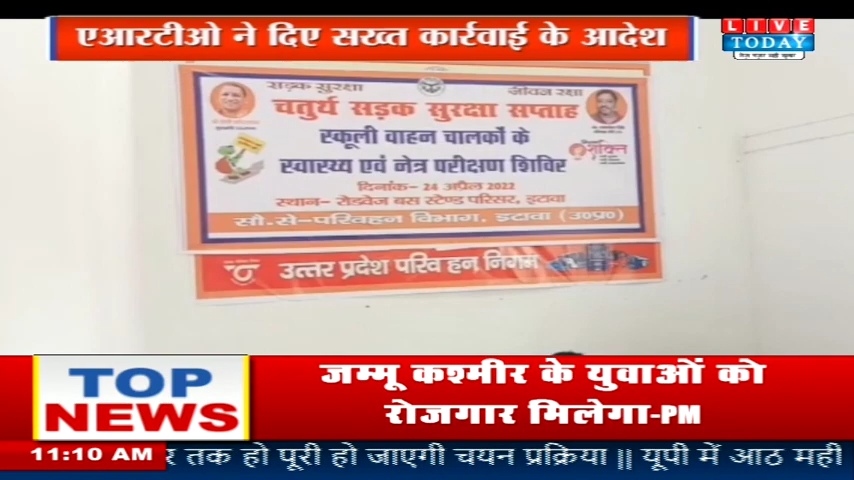 एआरटीओ ने दिए सख्त कार्रवाई के आदेश
LIVE
TODAY
सड़क सुरक्षा
जीवन रक्षा
चतुर्थ सड़क सुरक्षा सप्ताह
स्कूली वाहन चालकों के
स्वास्थ्य एवं नेत्र परीक्षण शिविर
दिनांक- 24 अप्रैल 2022
स्थान- रोडवेज बस स्टैण्ड परिसर, इटावा
सौ.से-परिवहन विभाग, इटावा (उ०प्र०)
उत्तर प्रदेश परिवहन निगम
TOP
NEWS
जम्मू कश्मीर के युवाओं को
रोजगार मिलेगा-PM
11:10 AM
र तक हो पूरी हो जाएगी चयन प्रक्रिया || यूपी में आठ मही